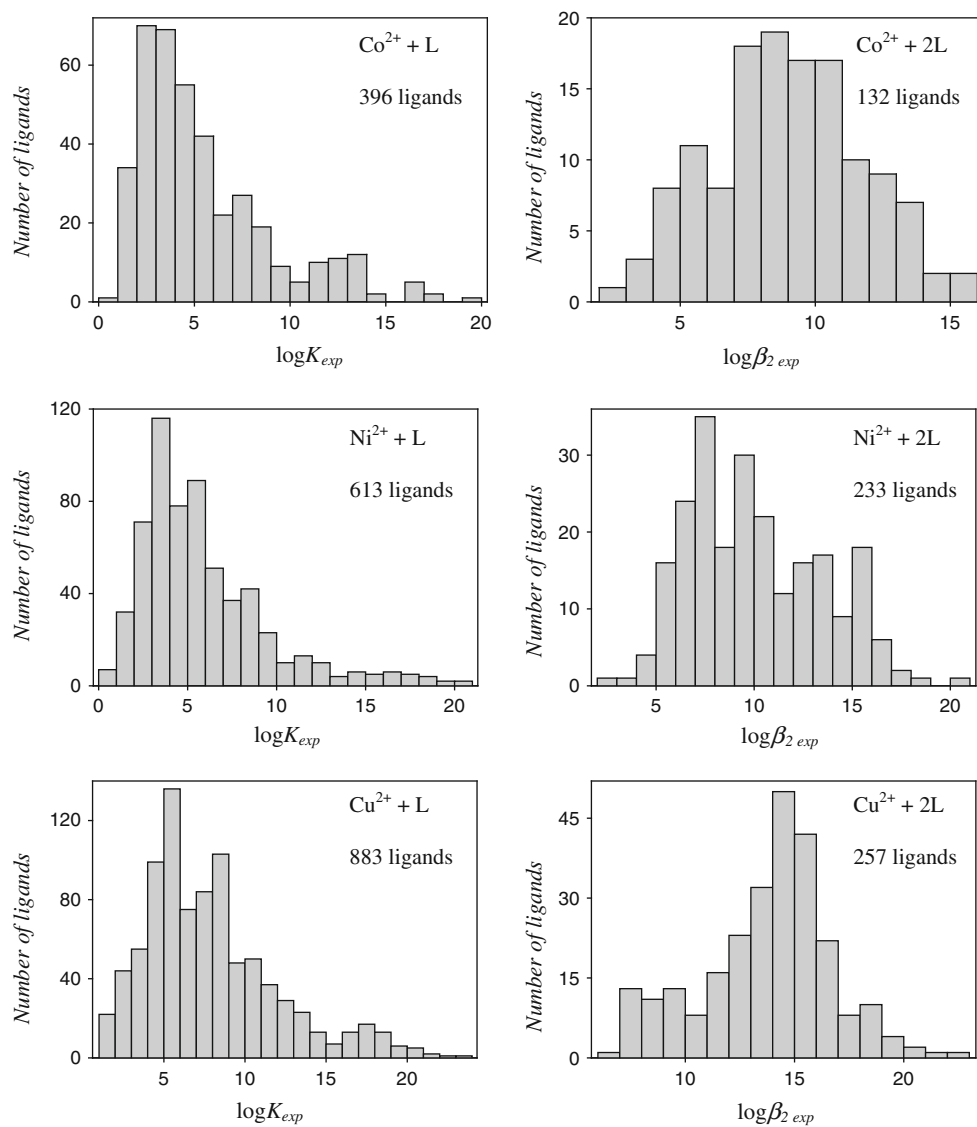 Co²⁺ + L
396 ligands
Number of ligands
60
40
20
0
0 5 10 15 20
logK_exp
Co²⁺ + 2L
132 ligands
Number of ligands
20
15
10
5
0
5 10 15
logβ₂ exp
Ni²⁺ + L
613 ligands
Number of ligands
120
80
40
0
0 5 10 15 20
logK_exp
Ni²⁺ + 2L
233 ligands
Number of ligands
30
20
10
0
5 10 15 20
logβ₂ exp
Cu²⁺ + L
883 ligands
Number of ligands
120
80
40
0
5 10 15 20
logK_exp
Cu²⁺ + 2L
257 ligands
Number of ligands
45
30
15
0
10 15 20
logβ₂ exp